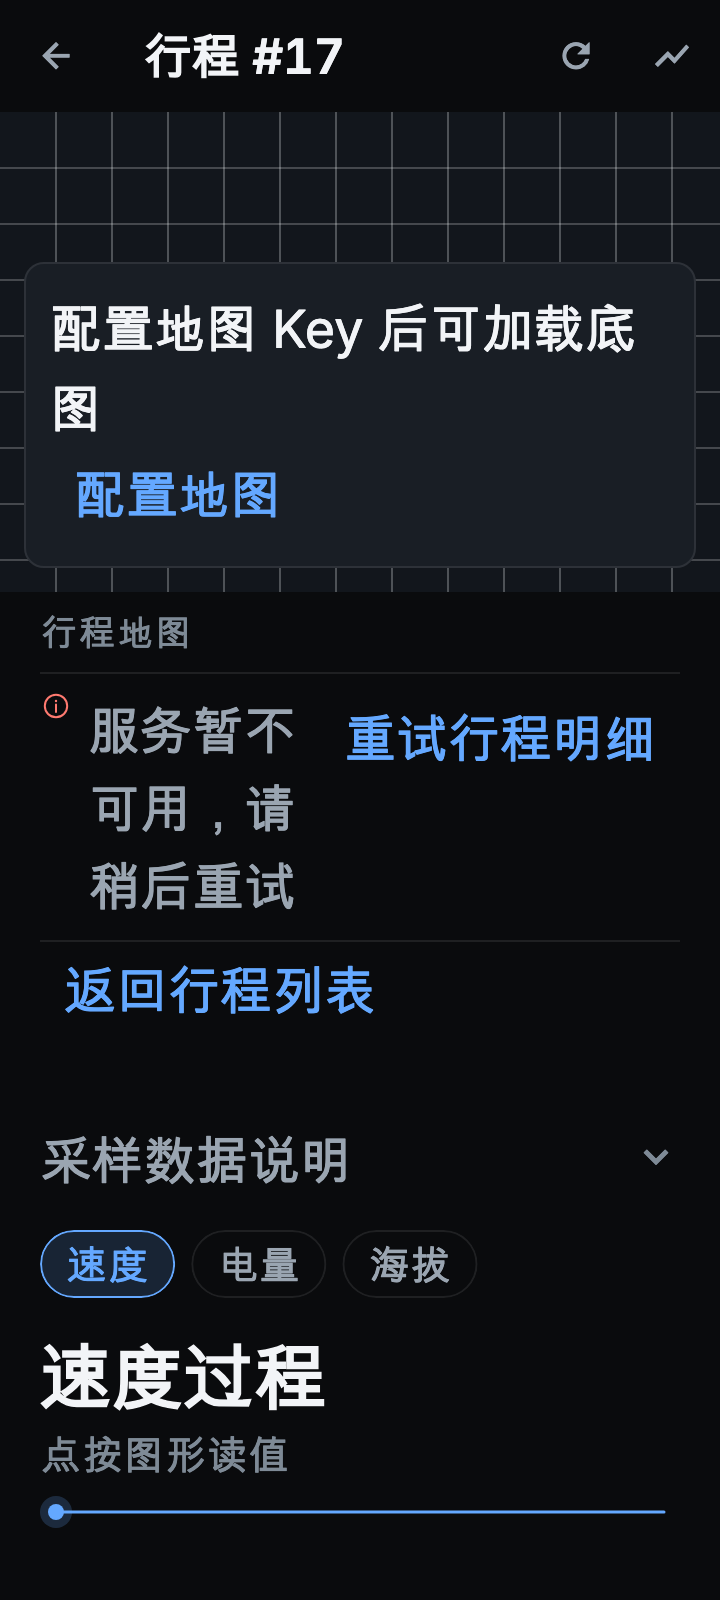 行程 #17
配置地图 Key 后可加载底
图
配置地图
行程地图
服务暂不
可用，请
稍后重试
重试行程明细
返回行程列表
采样数据说明
速度
电量
海拔
速度过程
点按图形读值